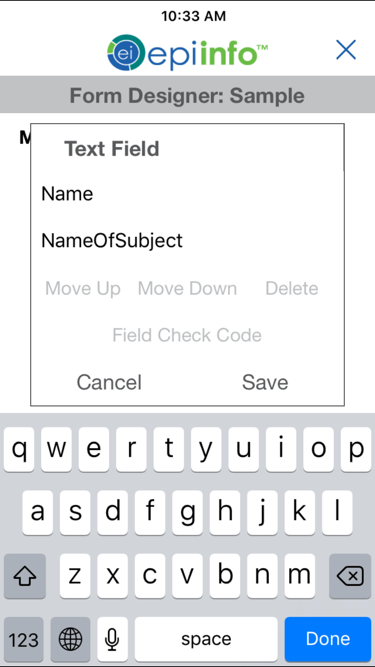 10:33 AM
ei epiinfo™
Form Designer: Sample
M
Text Field
Name
NameOfSubject
Move Up Move Down Delete
Field Check Code
Cancel Save
q w e r t y u i o p
a s d f g h j k l
z x c v b n m
123 space Done